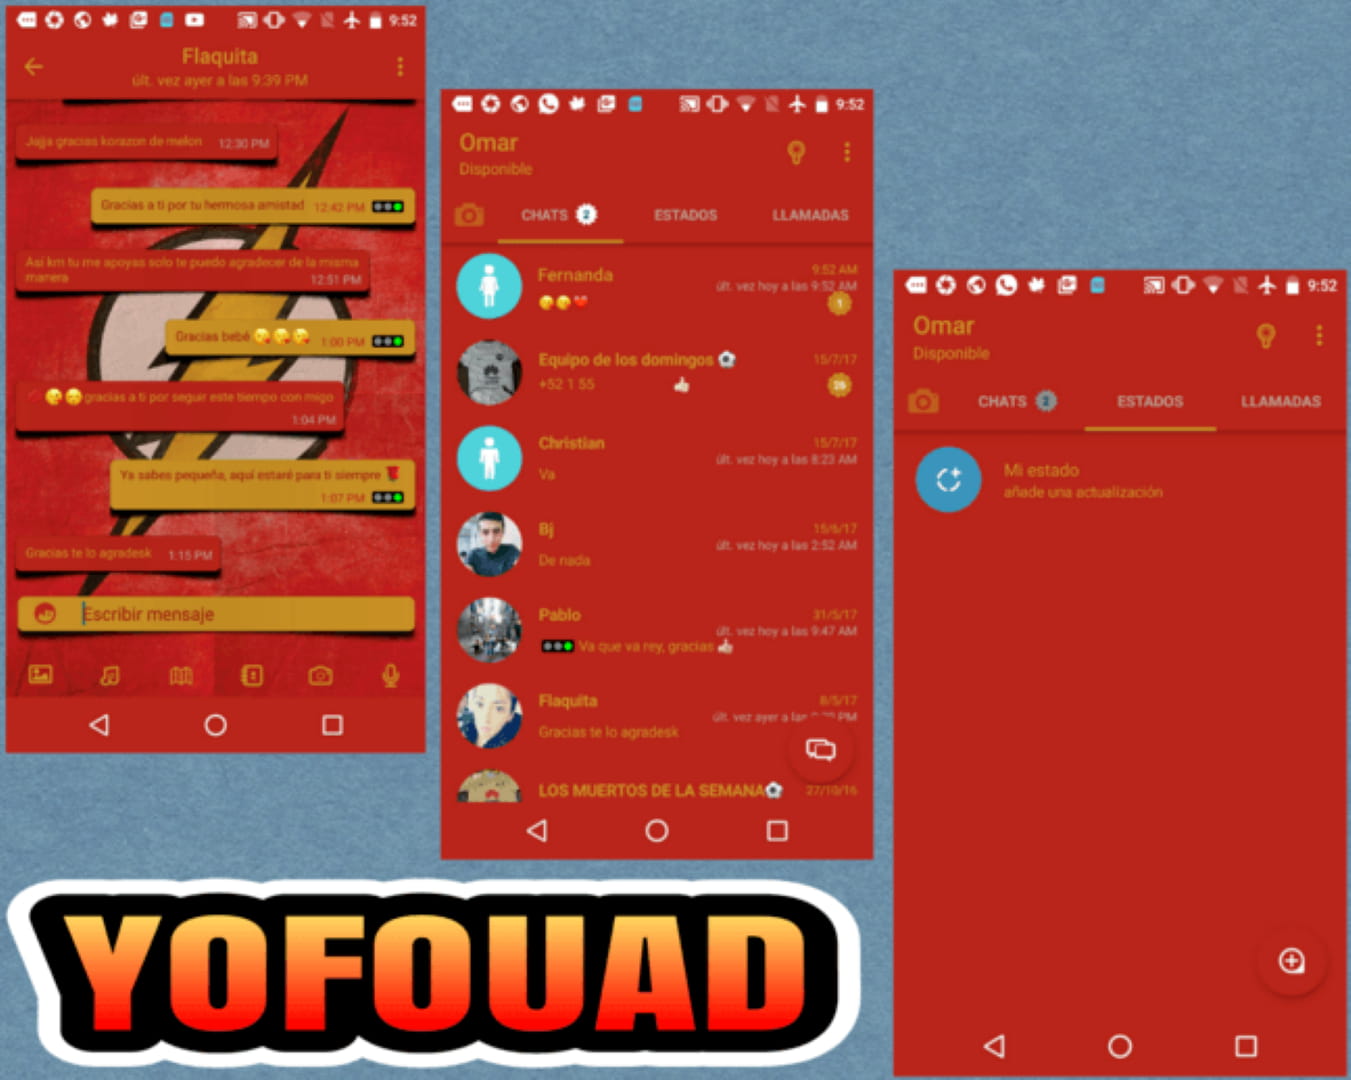 9:52
Flaquita
últ. vez ayer a las 9:39 PM
Jajja gracias korazon de melon 12:30 PM
Gracias a ti por tu hermosa amistad 12:42 PM
Asi km tu me apoyas solo te puedo agradecer de la misma
manera 12:51 PM
Gracias bebé 1:00 PM
gracias a ti por seguir este tiempo con migo
1:04 PM
Ya sabes pequeña, aquí estaré para ti siempre
1:07 PM
Gracias te lo agradesk 1:15 PM
Escribir mensaje
9:52
Omar
Disponible
CHATS 2 ESTADOS LLAMADAS
Fernanda 9:52 AM
últ. vez hoy a las 9:52 AM
1
Equipo de los domingos 15/7/17
+52 1 55 26
Christian 15/7/17
últ. vez hoy a las 8:23 AM
Va
Bj 15/6/17
últ. vez hoy a las 2:52 AM
De nada
Pablo 31/5/17
últ. vez hoy a las 9:47 AM
Va que va rey, gracias
Flaquita 8/5/17
últ. vez ayer a las PM
Gracias te lo agradesk
LOS MUERTOS DE LA SEMANA 27/10/16
9:52
Omar
Disponible
CHATS 2 ESTADOS LLAMADAS
Mi estado
añade una actualización
YOFOUAD